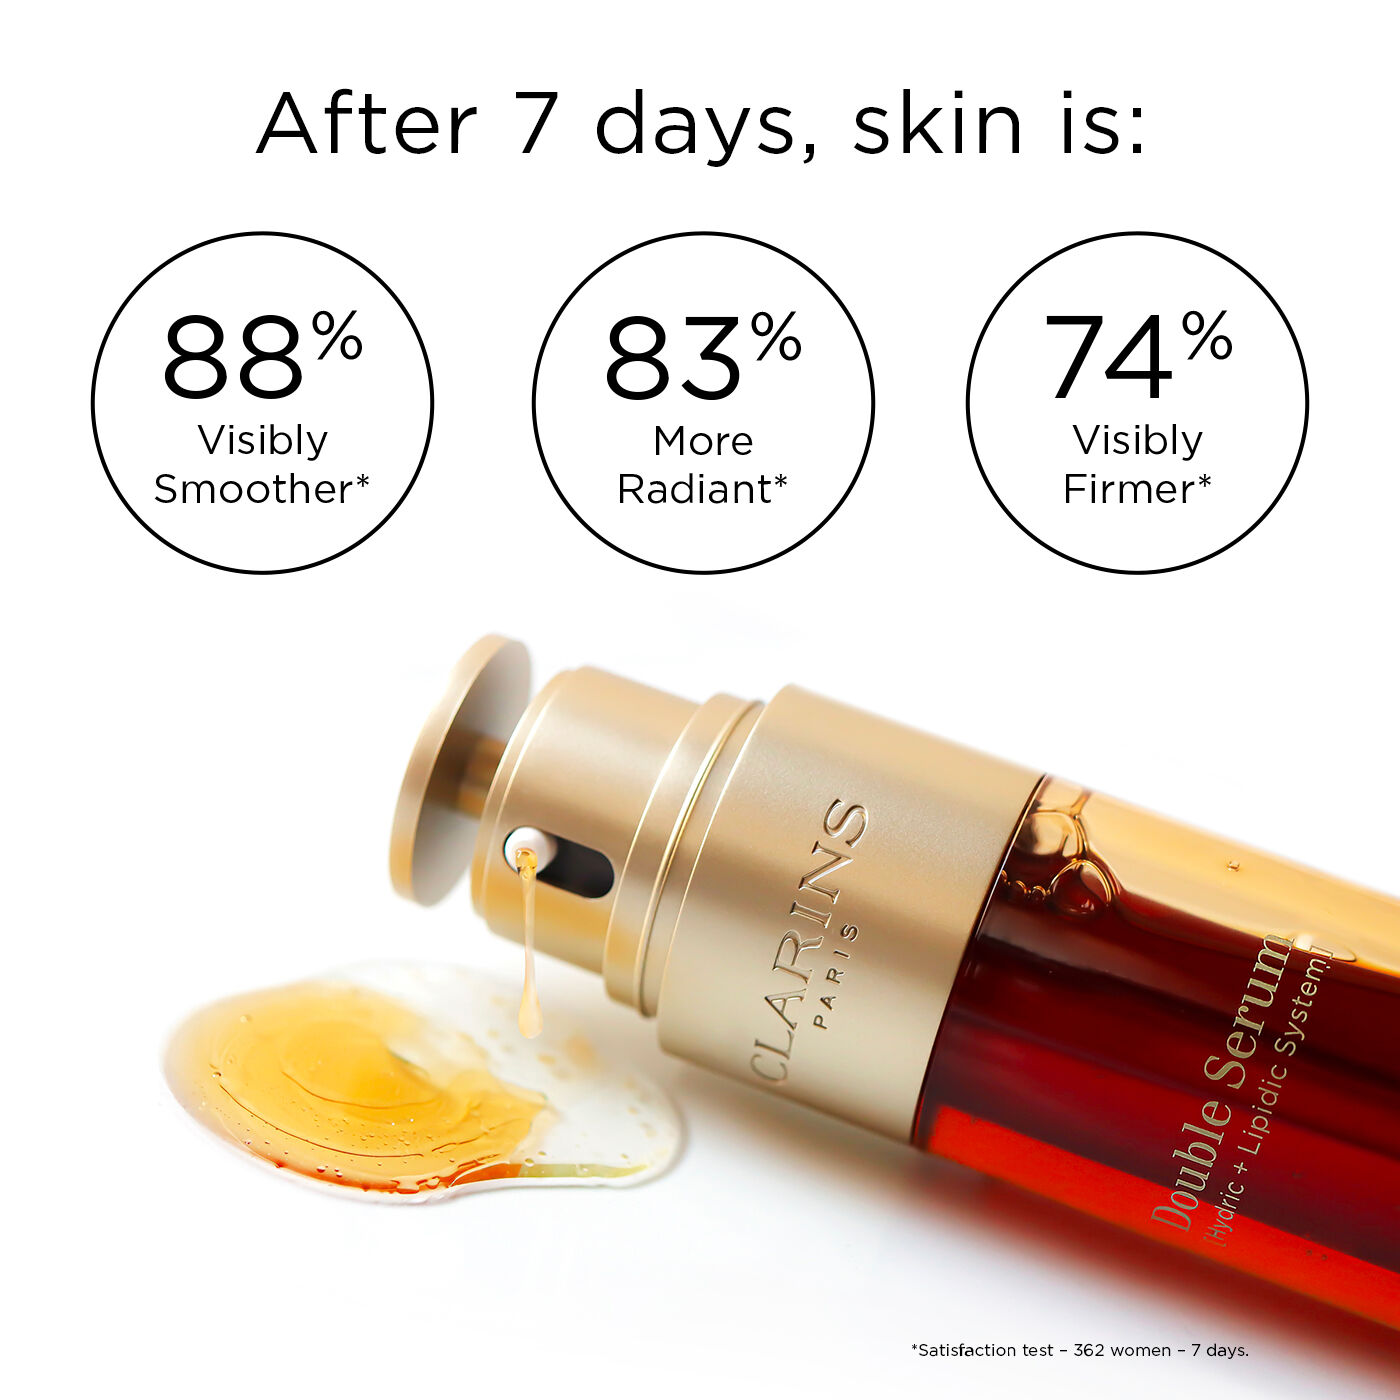 After 7 days, skin is:
88%
Visibly
Smoother*
83%
More
Radiant*
74%
Visibly
Firmer*
CLARINS
PARIS
Double Serum
[Hydric + Lipidic System]
*Satisfaction test – 362 women – 7 days.